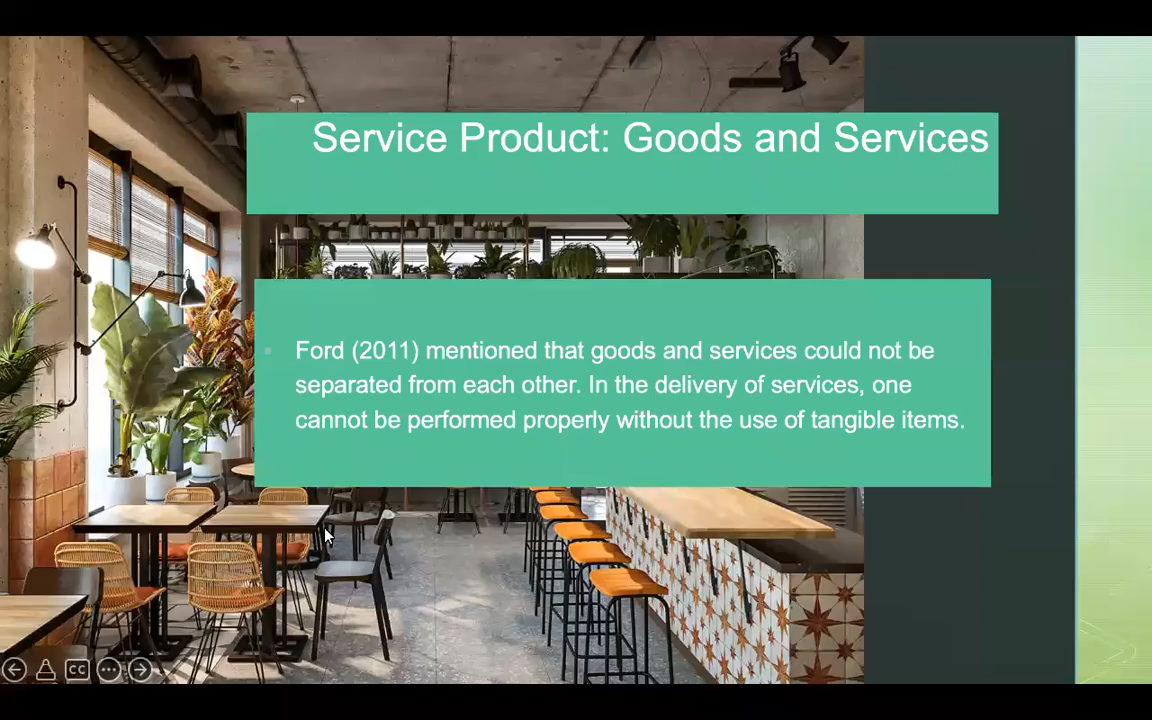 Service Product: Goods and Services
Ford (2011) mentioned that goods and services could not be
separated from each other. In the delivery of services, one
cannot be performed properly without the use of tangible items.
CC